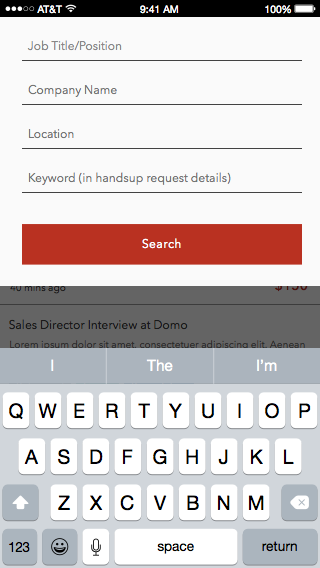 AT&T 9:41 AM 100%
Job Title/Position
Company Name
Location
Keyword (in handsup request details)
Search
40 mins ago $150
Sales Director Interview at Domo
Lorem ipsum dolor sit amet, consectetuer adipiscing elit. Aenean
I The I'm
Q W E R T Y U I O P
A S D F G H J K L
Z X C V B N M
123 space return